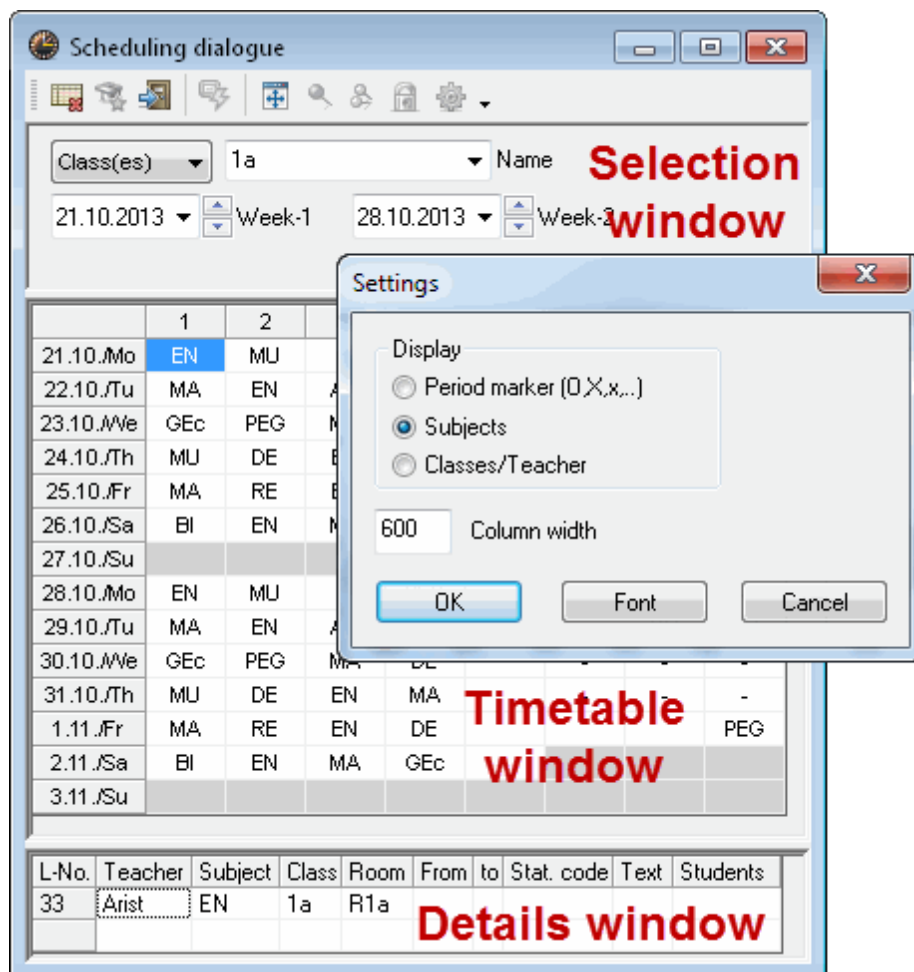 Scheduling dialogue
Class(es) 1a Name Selection
21.10.2013 Week-1 28.10.2013 Week-2 window
Settings
Display
Period marker (0,X,x,..)
Subjects
Classes/Teacher
600 Column width
OK Font Cancel
1 2
21.10./Mo EN MU
22.10./Tu MA EN
23.10./We GEc PEG
24.10./Th MU DE
25.10./Fr MA RE
26.10./Sa BI EN
27.10./Su
28.10./Mo EN MU
29.10./Tu MA EN
30.10./We GEc PEG MA DE - - -
31.10./Th MU DE EN MA - - -
Timetable
1.11./Fr MA RE EN DE PEG
2.11./Sa BI EN MA GEc window
3.11./Su
L-No. Teacher Subject Class Room From to Stat. code Text Students
33 Arist EN 1a R1a
Details window